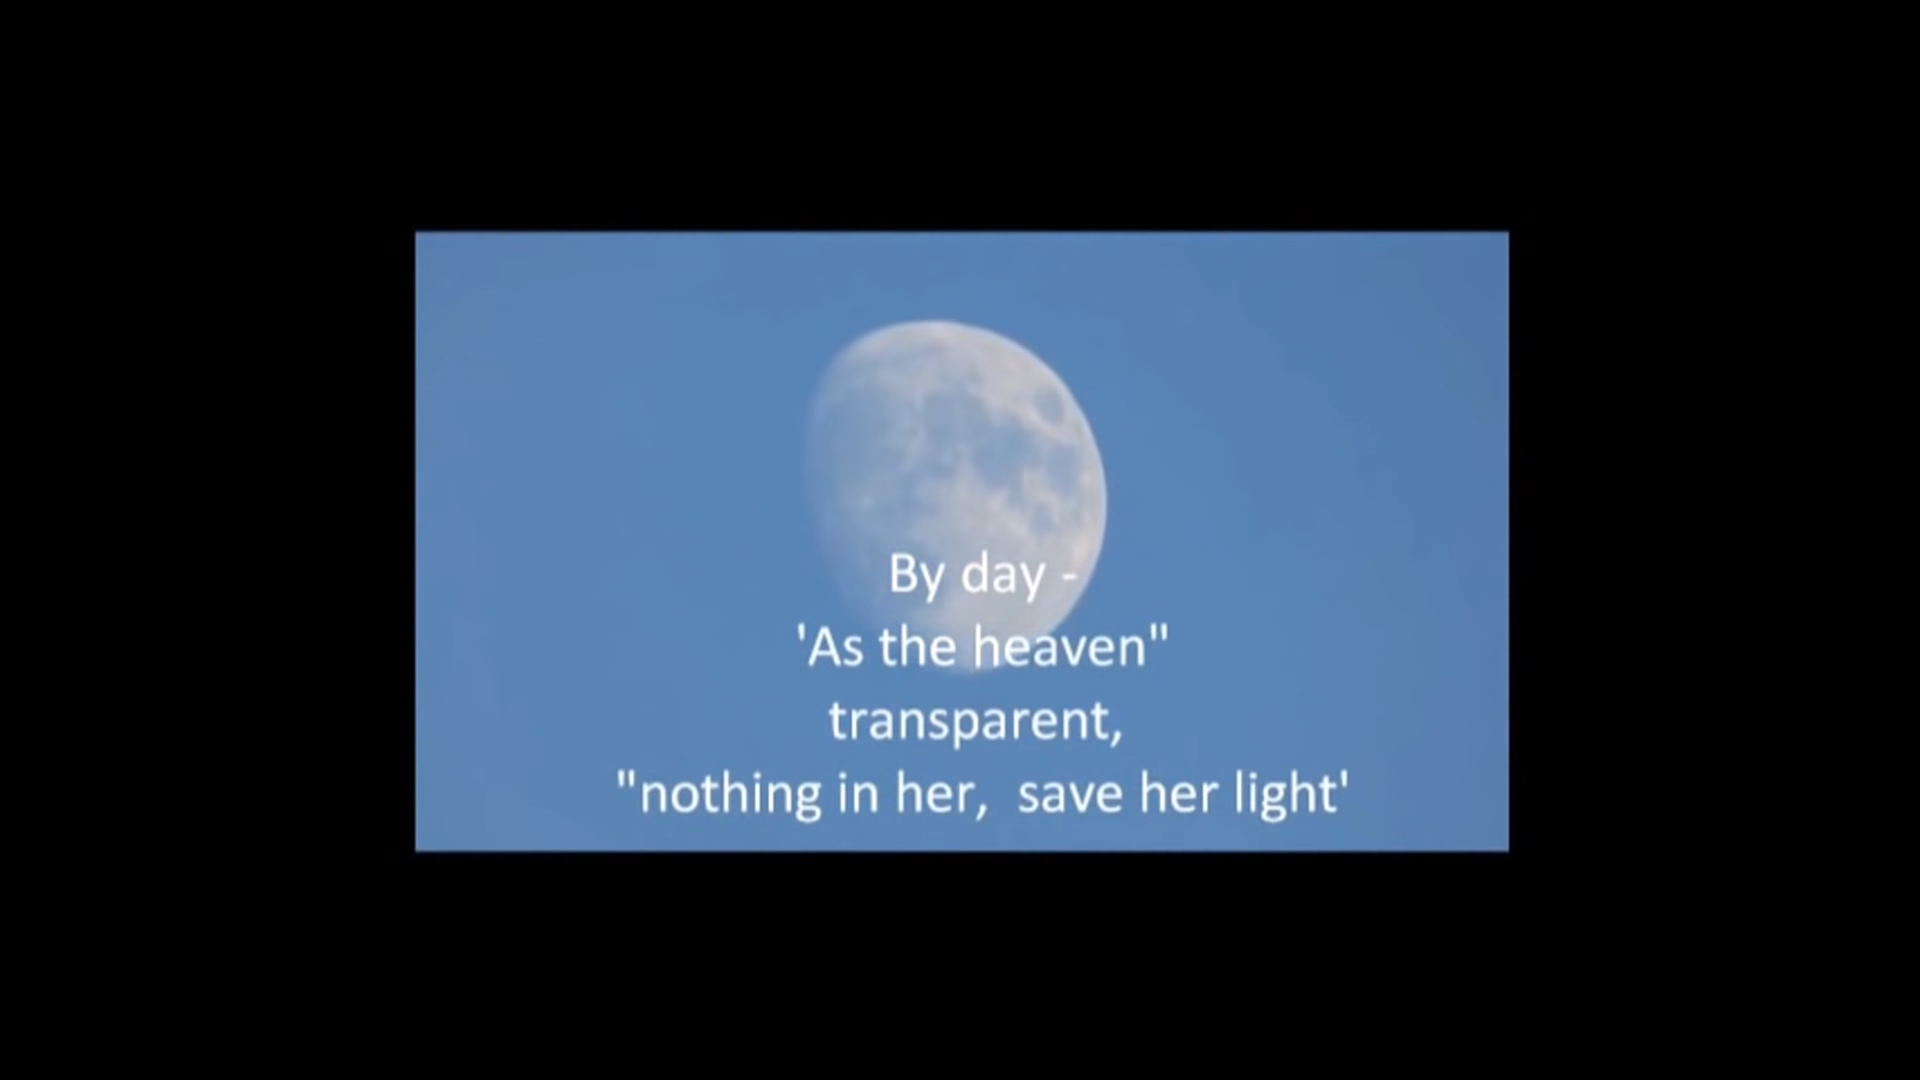 By day -
'As the heaven"
transparent,
"nothing in her,  save her light'